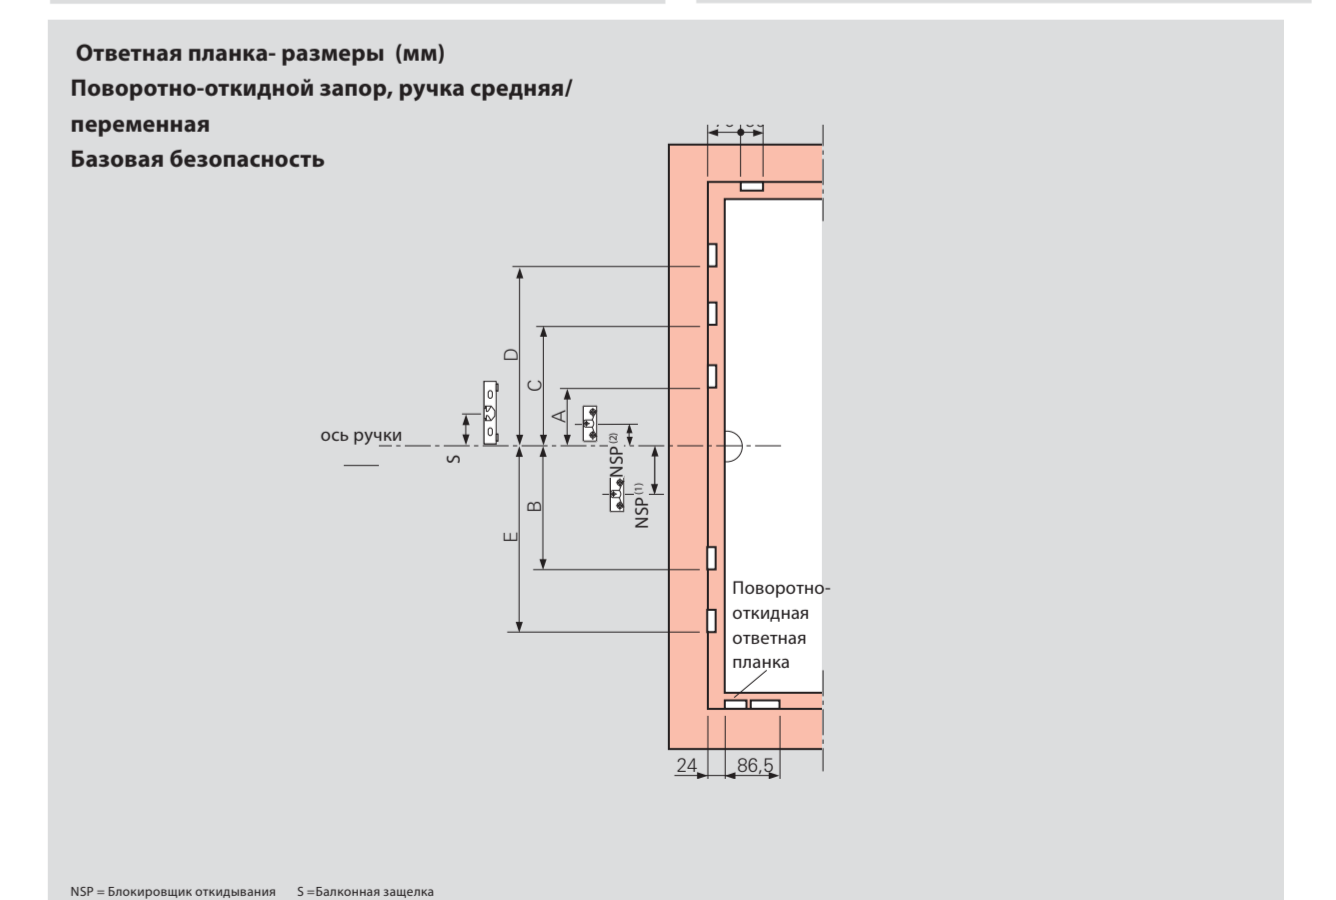 Ответная планка- размеры (мм)
Поворотно-откидной запор, ручка средняя/
переменная
Базовая безопасность
D
C
A
ось ручки
S
NSP (2)
NSP (1)
B
E
Поворотно-
откидная
ответная
планка
24
86,5
NSP = Блокировщик откидывания S =Балконная защелка